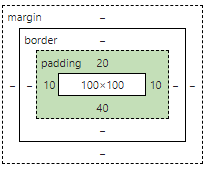 margin –
border –
padding 20
– – 10 100×100 10 – –
40
–
–